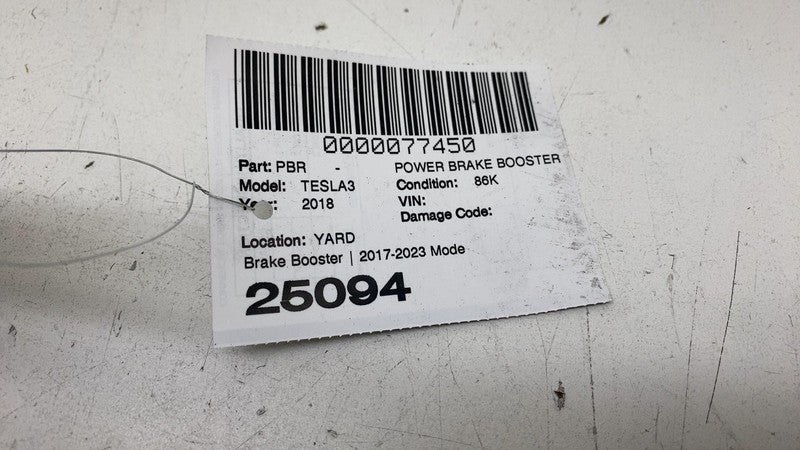 0000077450
Part: PBR - POWER BRAKE BOOSTER
Model: TESLA3 Condition: 86K
Year: 2018 VIN:
Damage Code:
Location: YARD
Brake Booster | 2017-2023 Mode
25094